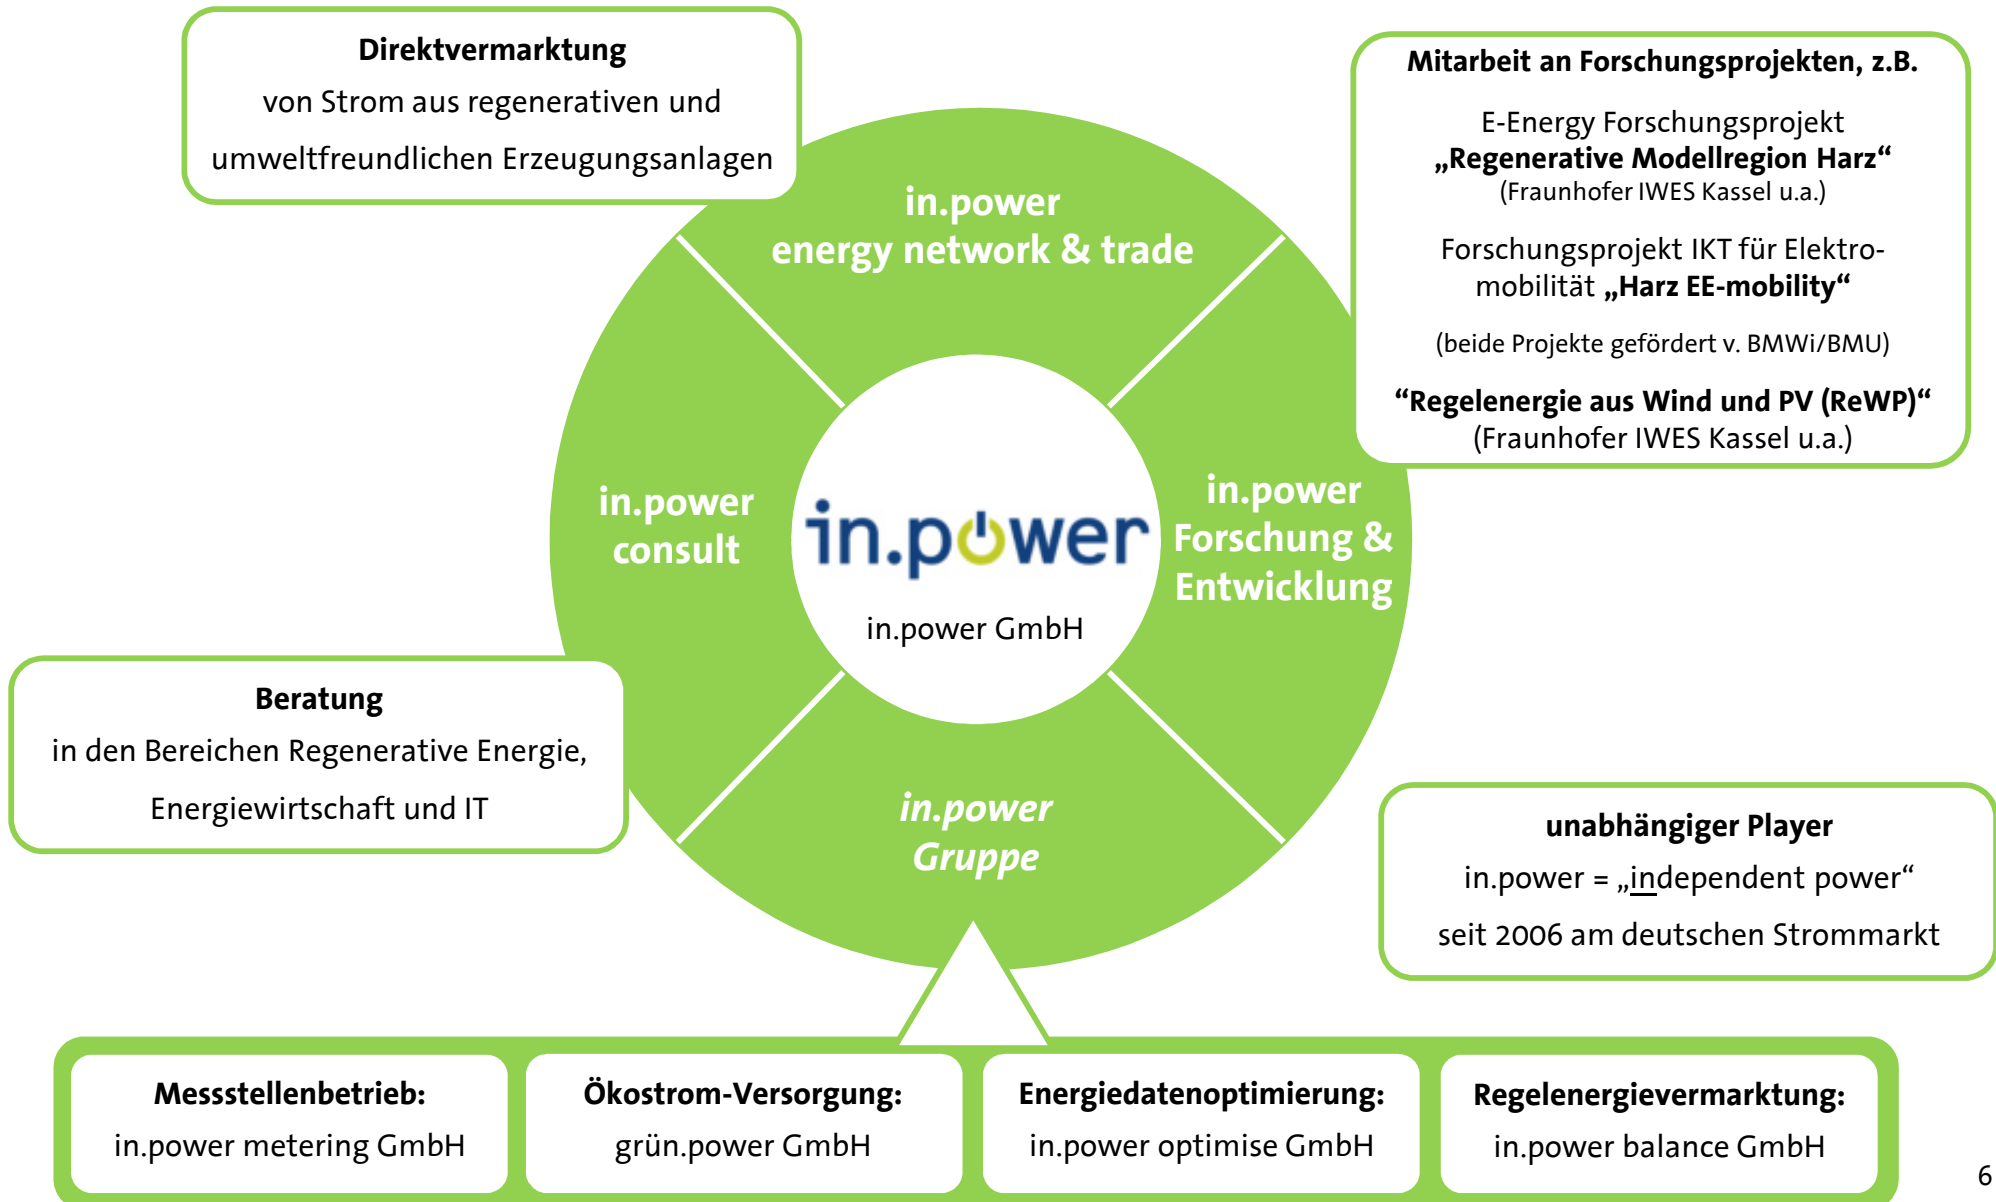 Direktvermarktung
von Strom aus regenerativen und
umweltfreundlichen Erzeugungsanlagen
Mitarbeit an Forschungsprojekten, z.B.
E-Energy Forschungsprojekt
„Regenerative Modellregion Harz“
(Fraunhofer IWES Kassel u.a.)
Forschungsprojekt IKT für Elektro-
mobilität „Harz EE-mobility“
(beide Projekte gefördert v. BMWi/BMU)
“Regelenergie aus Wind und PV (ReWP)“
(Fraunhofer IWES Kassel u.a.)
in.power
energy network & trade
in.power
consult
in.power
in.power GmbH
in.power
Forschung &
Entwicklung
in.power
Gruppe
Beratung
in den Bereichen Regenerative Energie,
Energiewirtschaft und IT
unabhängiger Player
in.power = „independent power“
seit 2006 am deutschen Strommarkt
Messstellenbetrieb:
in.power metering GmbH
Ökostrom-Versorgung:
grün.power GmbH
Energiedatenoptimierung:
in.power optimise GmbH
Regelenergievermarktung:
in.power balance GmbH
6